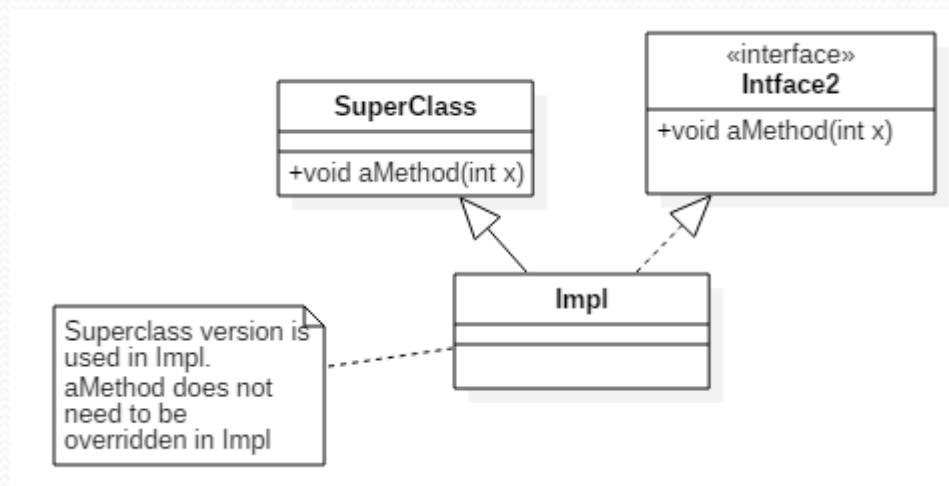 «interface»
Intface2
+void aMethod(int x)
SuperClass
+void aMethod(int x)
Impl
Superclass version is
used in Impl.
aMethod does not
need to be
overridden in Impl